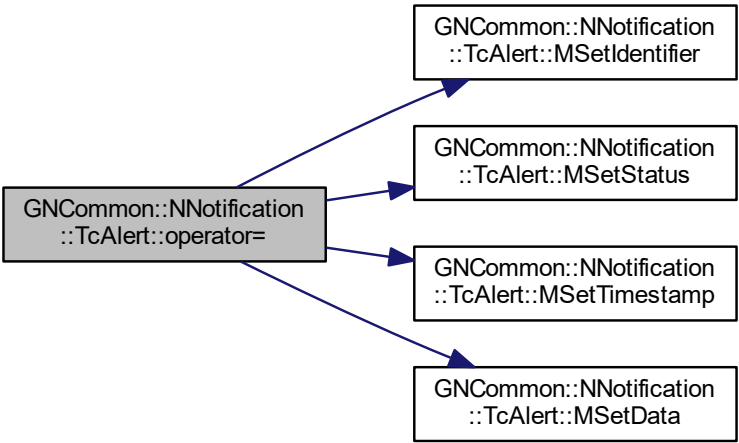 GNCommon::NNotification
::TcAlert::operator=
GNCommon::NNotification
::TcAlert::MSetIdentifier
GNCommon::NNotification
::TcAlert::MSetStatus
GNCommon::NNotification
::TcAlert::MSetTimestamp
GNCommon::NNotification
::TcAlert::MSetData